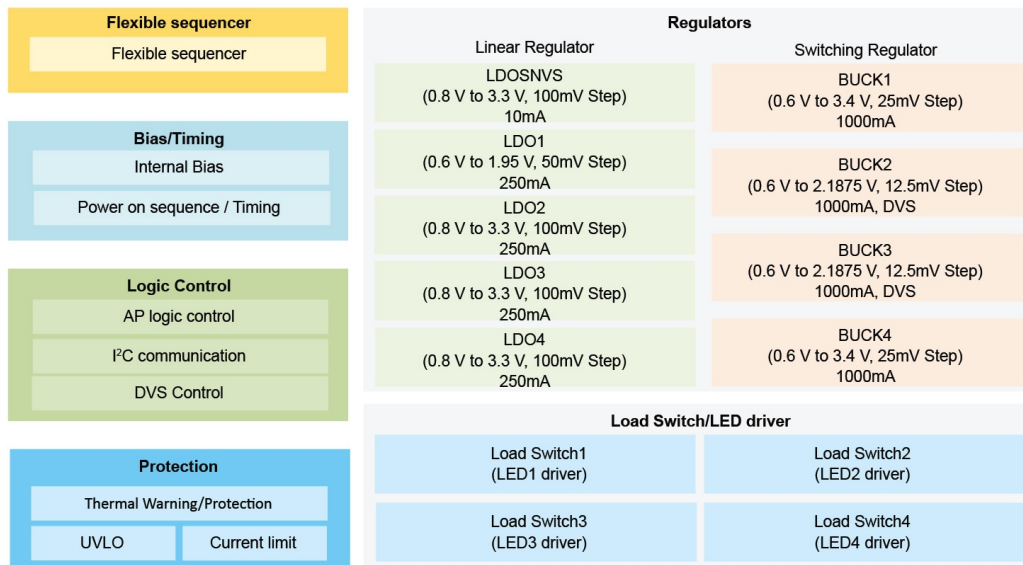 Flexible sequencer
Flexible sequencer
Bias/Timing
Internal Bias
Power on sequence / Timing
Logic Control
AP logic control
I²C communication
DVS Control
Protection
Thermal Warning/Protection
UVLO
Current limit
Regulators
Linear Regulator
LDOSNVS
(0.8 V to 3.3 V, 100mV Step)
10mA
LDO1
(0.6 V to 1.95 V, 50mV Step)
250mA
LDO2
(0.8 V to 3.3 V, 100mV Step)
250mA
LDO3
(0.8 V to 3.3 V, 100mV Step)
250mA
LDO4
(0.8 V to 3.3 V, 100mV Step)
250mA
Switching Regulator
BUCK1
(0.6 V to 3.4 V, 25mV Step)
1000mA
BUCK2
(0.6 V to 2.1875 V, 12.5mV Step)
1000mA, DVS
BUCK3
(0.6 V to 2.1875 V, 12.5mV Step)
1000mA, DVS
BUCK4
(0.6 V to 3.4 V, 25mV Step)
1000mA
Load Switch/LED driver
Load Switch1
(LED1 driver)
Load Switch2
(LED2 driver)
Load Switch3
(LED3 driver)
Load Switch4
(LED4 driver)